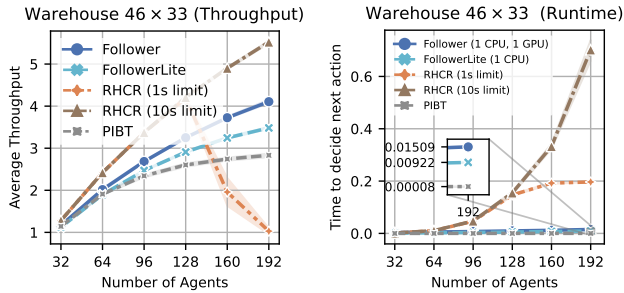 Warehouse 46 × 33 (Throughput)
Average Throughput
5
4
3
2
1
Follower
FollowerLite
RHCR (1s limit)
RHCR (10s limit)
PIBT
32 64 96 128 160 192
Number of Agents
Warehouse 46 × 33 (Runtime)
Time to decide next action
0.6
0.4
0.2
0.0
Follower (1 CPU, 1 GPU)
FollowerLite (1 CPU)
RHCR (1s limit)
RHCR (10s limit)
PIBT
0.01509
0.00922
0.00008
192
32 64 96 128 160 192
Number of Agents